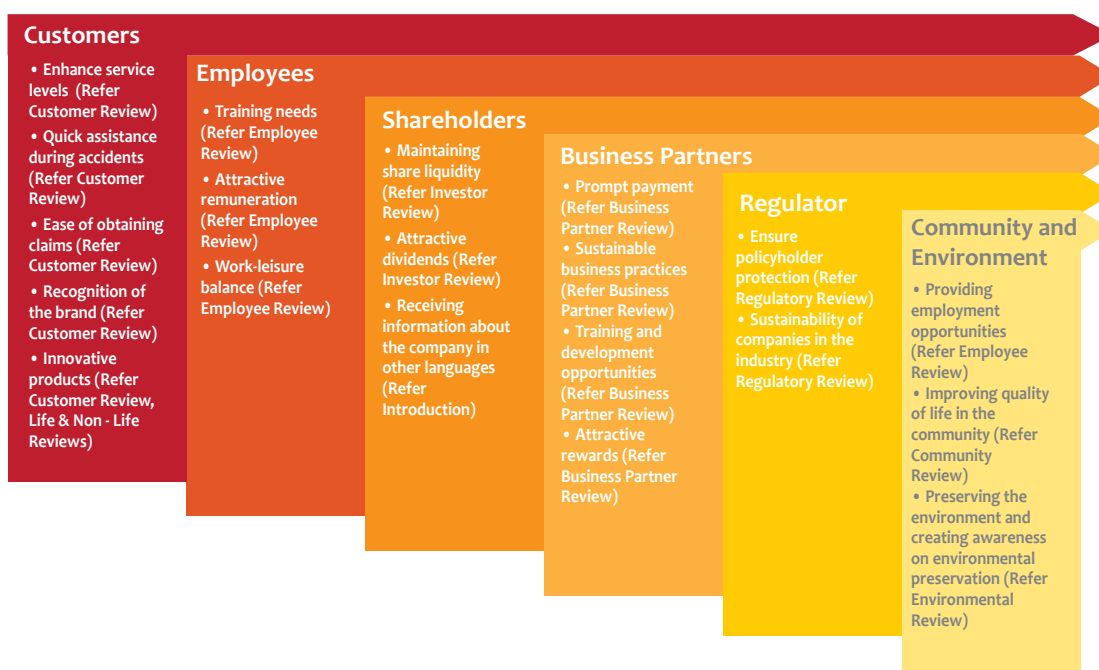 Customers
• Enhance service
levels  (Refer
Customer Review)
• Quick assistance
during accidents
(Refer Customer
Review)
• Ease of obtaining
claims (Refer
Customer Review)
• Recognition of
the brand (Refer
Customer Review)
• Innovative
products (Refer
Customer Review,
Life & Non - Life
Reviews)
Employees
• Training needs
(Refer Employee
Review)
• Attractive
remuneration
(Refer Employee
Review)
• Work-leisure
balance (Refer
Employee Review)
Shareholders
• Maintaining
share liquidity
(Refer Investor
Review)
• Attractive
dividends (Refer
Investor Review)
• Receiving
information about
the company in
other languages
(Refer
Introduction)
Business Partners
• Prompt payment
(Refer Business
Partner Review)
• Sustainable
business practices
(Refer Business
Partner Review)
• Training and
development
opportunities
(Refer Business
Partner Review)
• Attractive
rewards (Refer
Business Partner
Review)
Regulator
• Ensure
policyholder
protection (Refer
Regulatory Review)
• Sustainability of
companies in the
industry (Refer
Regulatory Review)
Community and
Environment
• Providing
employment
opportunities
(Refer Employee
Review)
• Improving quality
of life in the
community (Refer
Community
Review)
• Preserving the
environment and
creating awareness
on environmental
preservation (Refer
Environmental
Review)